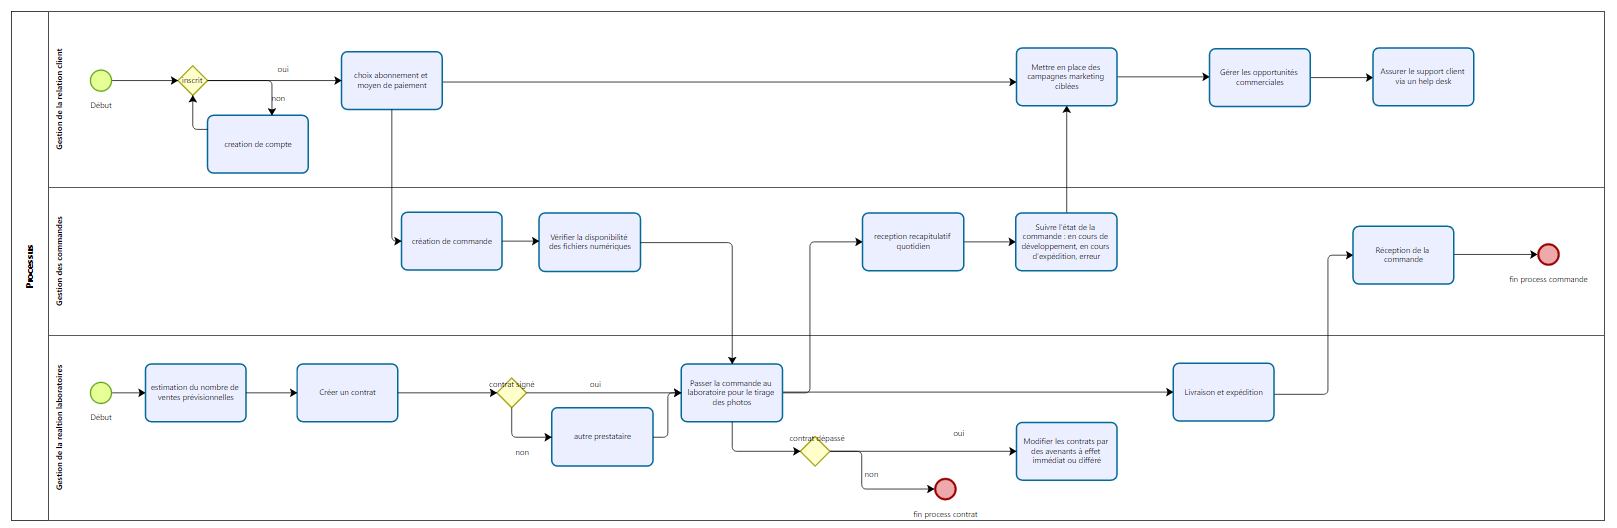 Processus
Gestion de la relation client
Début
inscrit
oui
non
creation de compte
choix abonnement et
moyen de paiement
Mettre en place des
campagnes marketing
ciblées
Gérer les opportunités
commerciales
Assurer le support client
via un help desk
Gestion des commandes
création de commande
Vérifier la disponibilité
des fichiers numériques
reception recapitulatif
quotidien
Suivre l'état de la
commande : en cours de
développement, en cours
d'expédition, erreur
Réception de la
commande
fin process commande
Gestion de la realtion laboratoires
Début
estimation du nombre de
ventes prévisionnelles
Créer un contrat
contrat signé
oui
non
autre prestataire
Passer la commande au
laboratoire pour le tirage
des photos
contrat dépassé
oui
non
fin process contrat
Modifier les contrats par
des avenants à effet
immédiat ou différé
Livraison et expédition